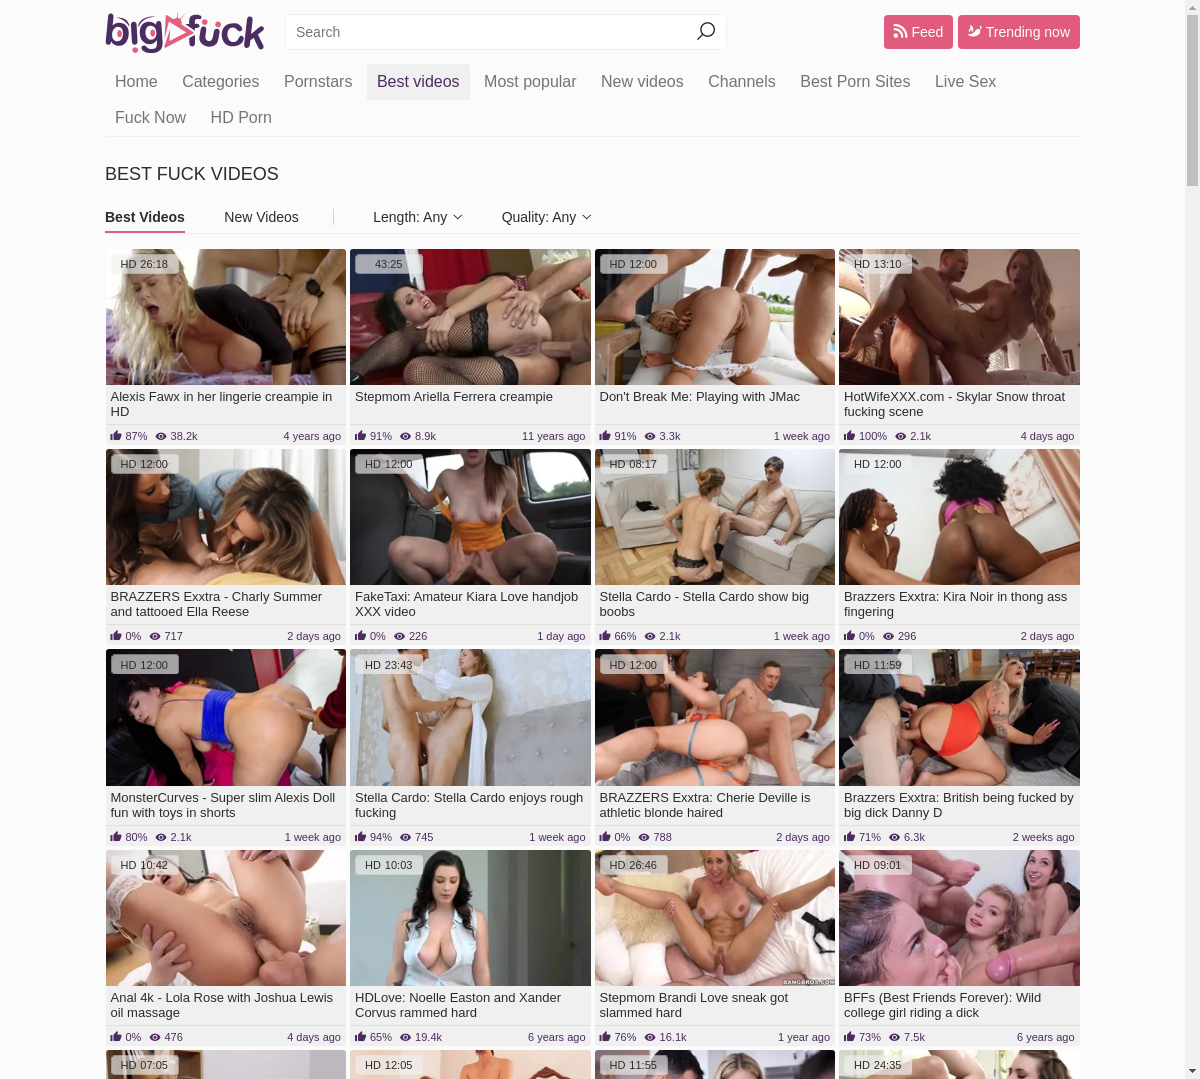 bigfuck
Search
Feed
Trending now
Home Categories Pornstars Best videos Most popular New videos Channels Best Porn Sites Live Sex
Fuck Now HD Porn
BEST FUCK VIDEOS
Best Videos New Videos Length: Any Quality: Any
HD 26:18
43:25
HD 12:00
HD 13:10
Alexis Fawx in her lingerie creampie in
HD
87% 38.2k 4 years ago
Stepmom Ariella Ferrera creampie
91% 8.9k 11 years ago
Don't Break Me: Playing with JMac
91% 3.3k 1 week ago
HotWifeXXX.com - Skylar Snow throat
fucking scene
100% 2.1k 4 days ago
HD 12:00
HD 12:00
HD 08:17
HD 12:00
BRAZZERS Exxtra - Charly Summer
and tattooed Ella Reese
0% 717 2 days ago
FakeTaxi: Amateur Kiara Love handjob
XXX video
0% 226 1 day ago
Stella Cardo - Stella Cardo show big
boobs
66% 2.1k 1 week ago
Brazzers Exxtra: Kira Noir in thong ass
fingering
0% 296 2 days ago
HD 12:00
HD 23:43
HD 12:00
HD 11:59
MonsterCurves - Super slim Alexis Doll
fun with toys in shorts
80% 2.1k 1 week ago
Stella Cardo: Stella Cardo enjoys rough
fucking
94% 745 1 week ago
BRAZZERS Exxtra: Cherie Deville is
athletic blonde haired
0% 788 2 days ago
Brazzers Exxtra: British being fucked by
big dick Danny D
71% 6.3k 2 weeks ago
HD 10:42
HD 10:03
HD 26:46
HD 09:01
BANGBROS.COM
Anal 4k - Lola Rose with Joshua Lewis
oil massage
0% 476 4 days ago
HDLove: Noelle Easton and Xander
Corvus rammed hard
65% 19.4k 6 years ago
Stepmom Brandi Love sneak got
slammed hard
76% 16.1k 1 year ago
BFFs (Best Friends Forever): Wild
college girl riding a dick
73% 7.5k 6 years ago
HD 07:05
HD 12:05
HD 11:55
HD 24:35